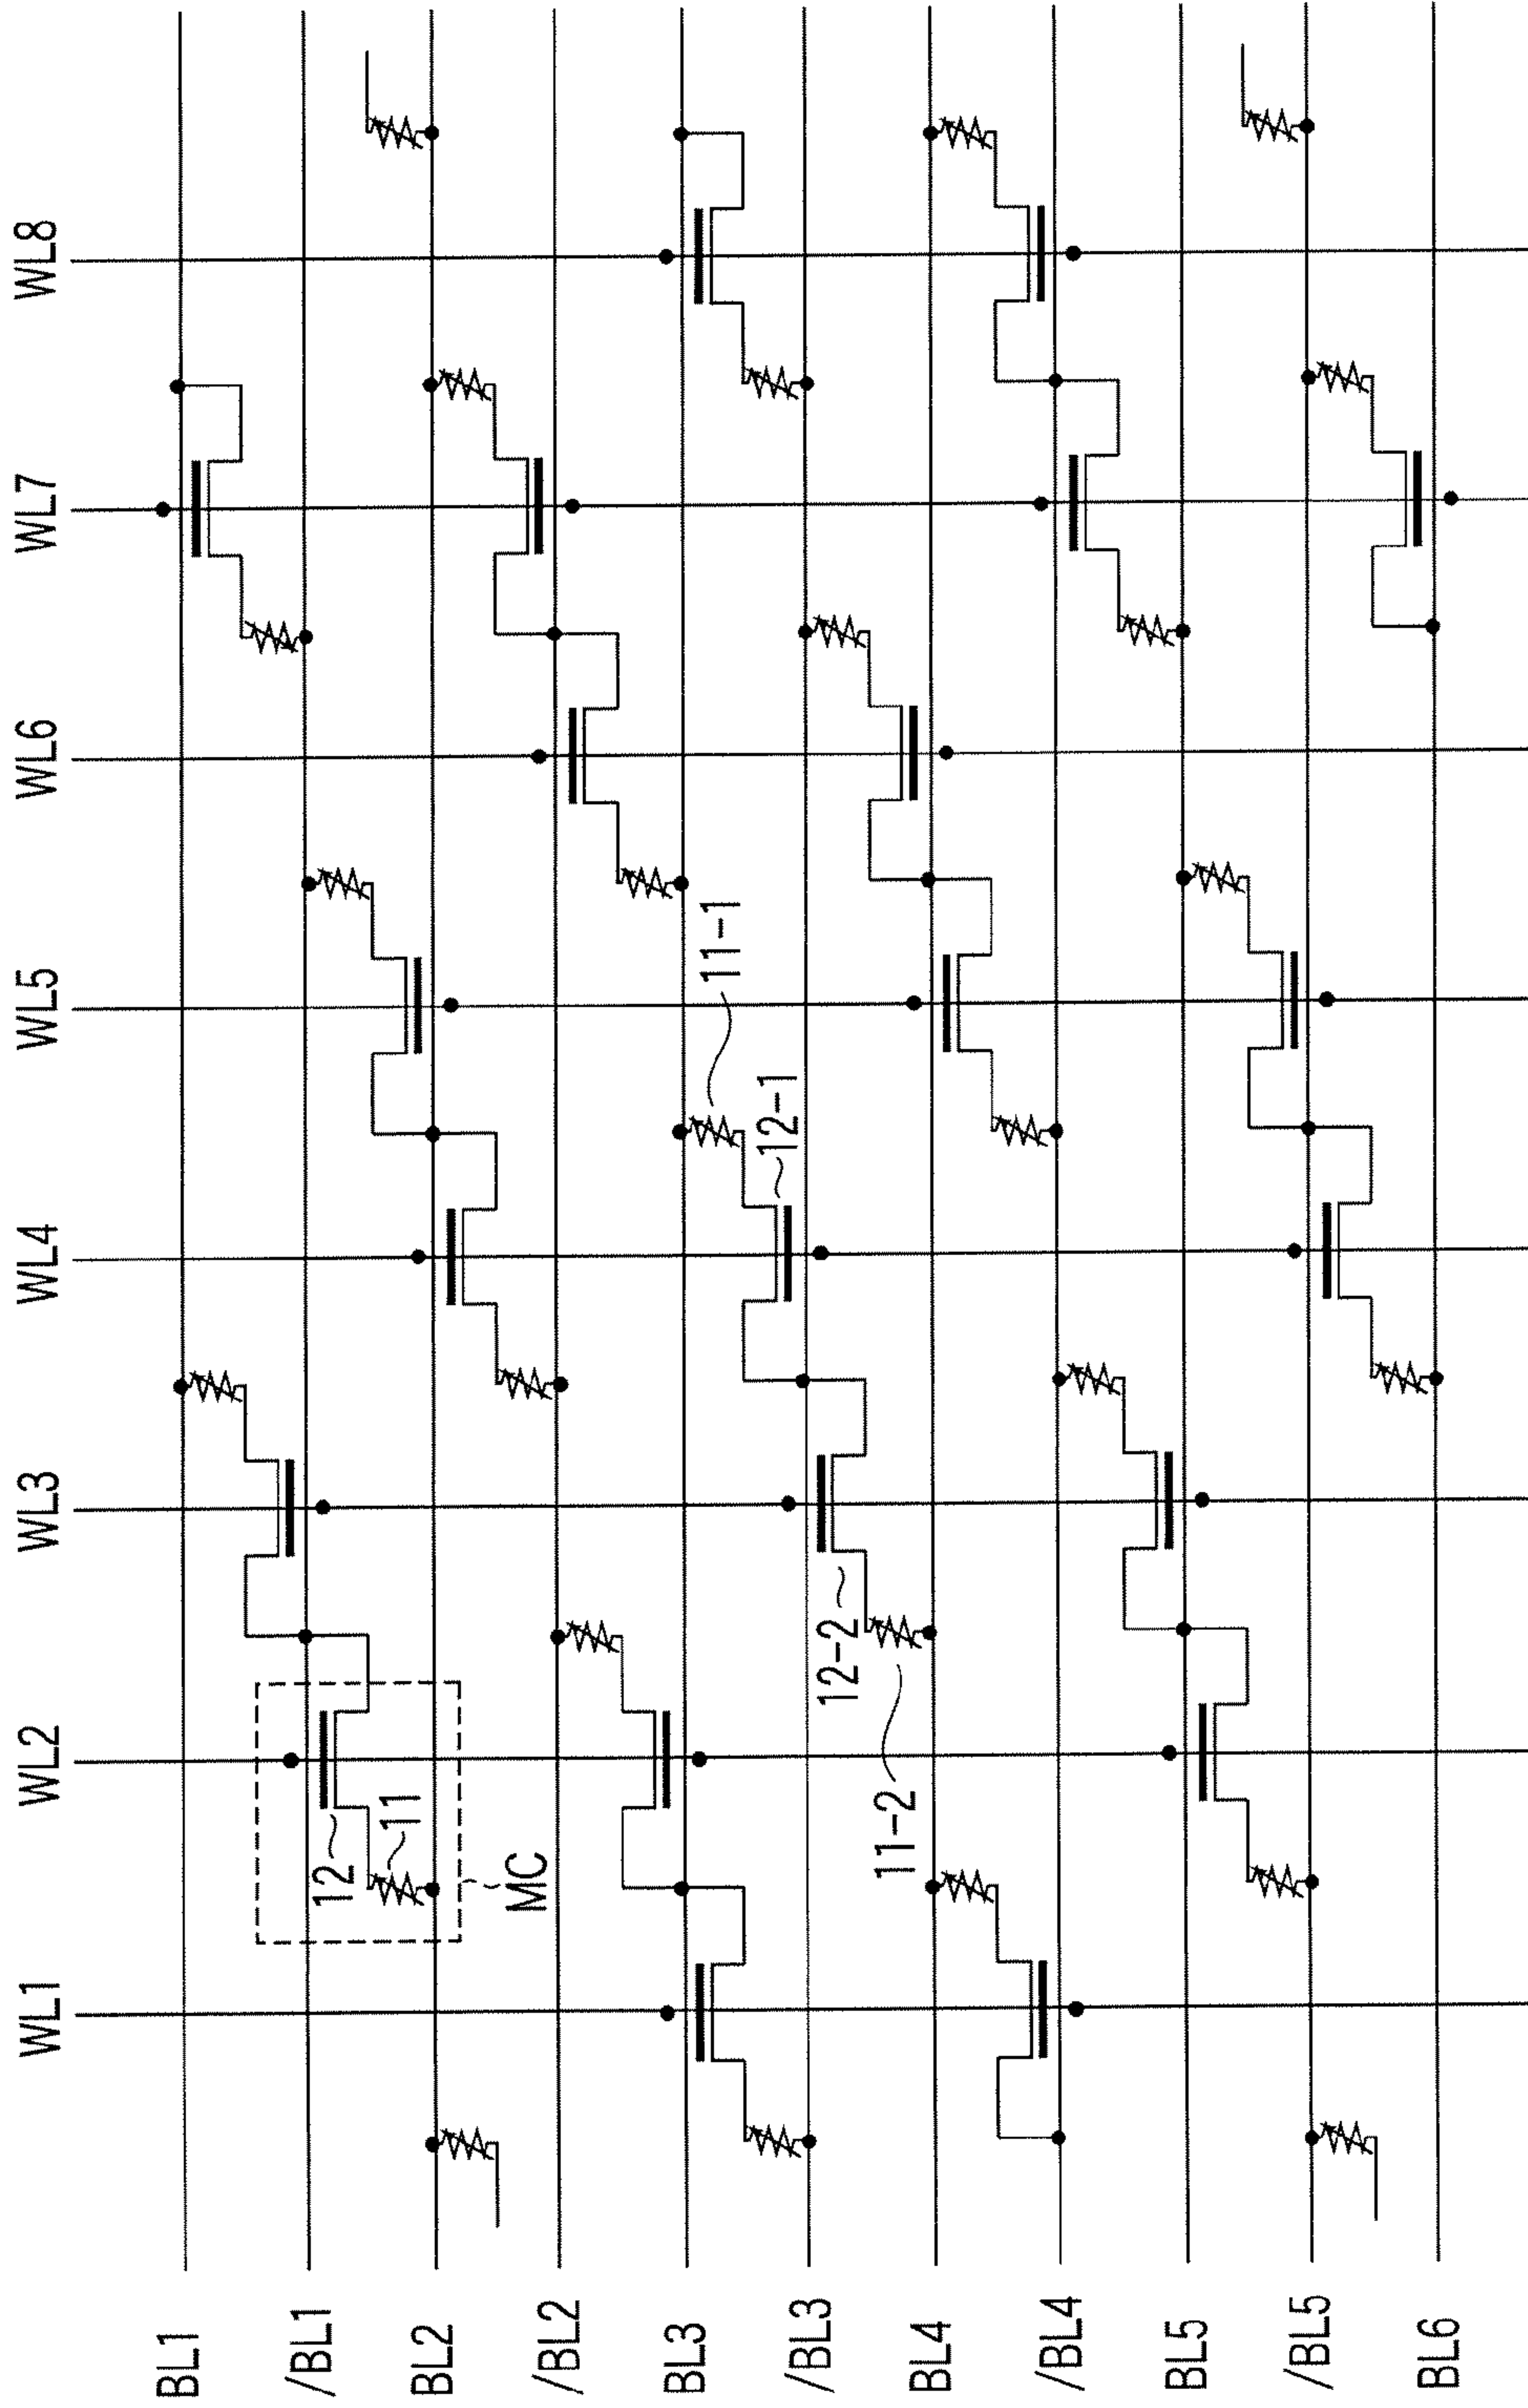 WL1
WL2
WL3
WL4
WL5
WL6
WL7
WL8
BL1
/BL1
BL2
/BL2
BL3
/BL3
BL4
/BL4
BL5
/BL5
BL6
12
11
MC
11-1
12-1
12-2
11-2